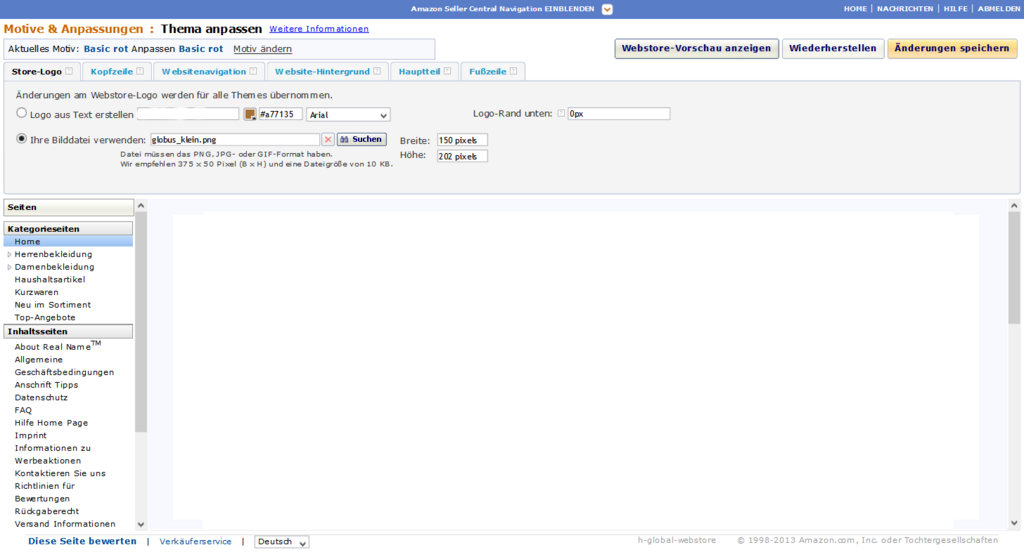 Amazon Seller Central Navigation EINBLENDEN
HOME | NACHRICHTEN | HILFE | ABMELDEN
Motive & Anpassungen : Thema anpassen Weitere Informationen
Aktuelles Motiv: Basic rot Anpassen Basic rot Motiv ändern
Webstore-Vorschau anzeigen Wiederherstellen Änderungen speichern
Store-Logo ? Kopfzeile ? Websitenavigation ? Website-Hintergrund ? Hauptteil ? Fußzeile ?
Änderungen am Webstore-Logo werden für alle Themes übernommen.
Logo aus Text erstellen #a77135 Arial Logo-Rand unten: ? 0px
Ihre Bilddatei verwenden: globus_klein.png Suchen Breite: 150 pixels
Datei müssen das PNG, JPG- oder GIF-Format haben. Höhe: 202 pixels
Wir empfehlen 375 x 50 Pixel (B x H) und eine Dateigröße von 10 KB.
Seiten
Kategorieseiten
Home
Herrenbekleidung
Damenbekleidung
Haushaltsartikel
Kurzwaren
Neu im Sortiment
Top-Angebote
Inhaltsseiten
About Real Name™
Allgemeine
Geschäftsbedingungen
Anschrift Tipps
Datenschutz
FAQ
Hilfe Home Page
Imprint
Informationen zu
Werbeaktionen
Kontaktieren Sie uns
Richtlinien für
Bewertungen
Rückgaberecht
Versand Informationen
Diese Seite bewerten | Verkäuferservice | Deutsch h-global-webstore © 1998-2013 Amazon.com, Inc. oder Tochtergesellschaften